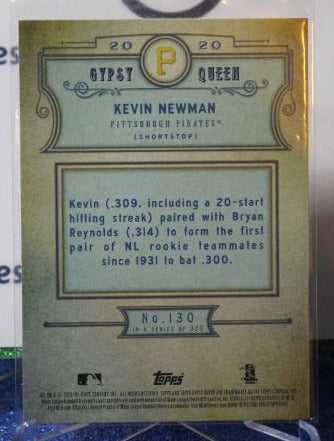 20 20
P
GYPSY QUEEN
KEVIN NEWMAN
PITTSBURGH PIRATES®
(SHORTSTOP)
Kevin (.309, including a 20-start
hitting streak) paired with Bryan
Reynolds (.314) to form the first
pair of NL rookie teammates
since 1931 to bat .300.
No. 130
IN A SERIES OF 320
Topps